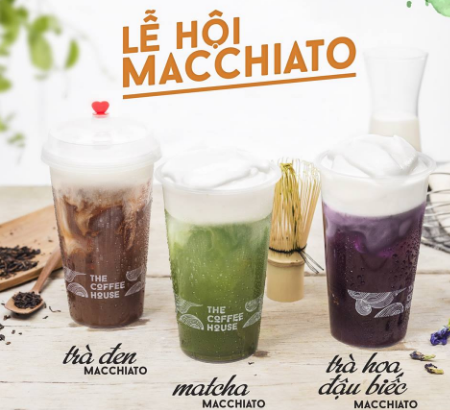 LỄ HỘI
MACCHIATO
THE
COFFEE
HOUSE
trà đen
MACCHIATO
THE
COFFEE
HOUSE
matcha
MACCHIATO
THE
COFFEE
HOUSE
trà hoa
đậu biếc
MACCHIATO